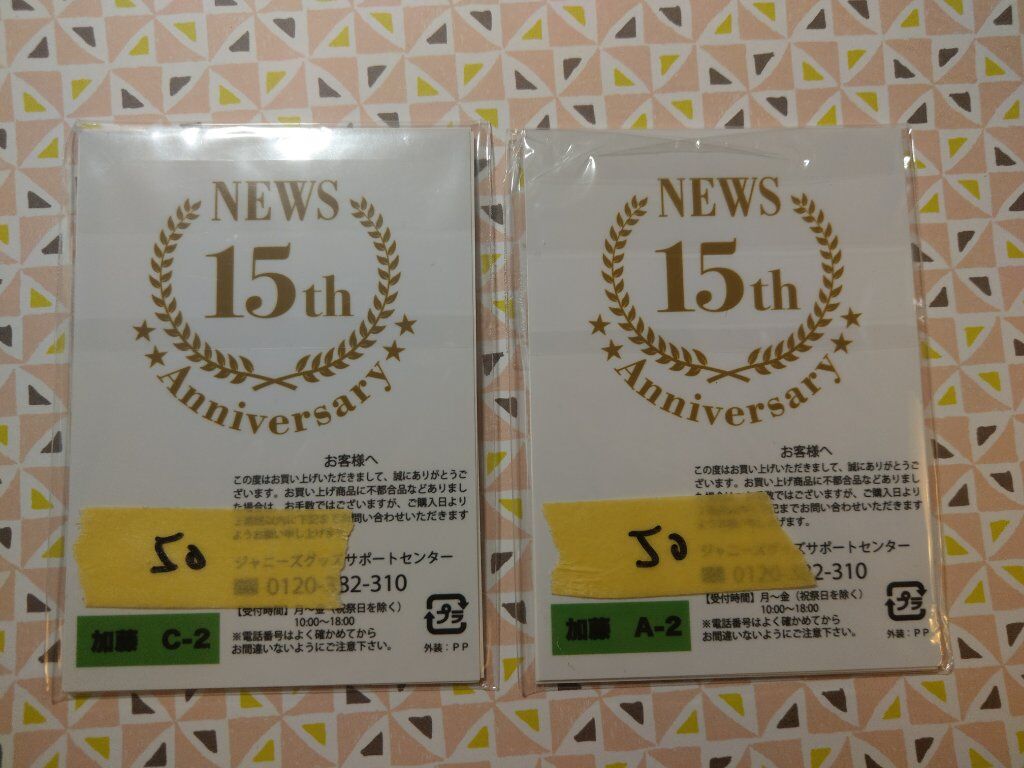 NEWS
15th
Anniversary
お客様へ
この度はお買い上げいただきまして、誠にありがとうご
ざいます。お買い上げ商品に不都合品などありまし
た場合は、お手数ではございますが、ご購入日より
お問い合わせいただきます
ようお願い申し上げます。
ジャニーズグッズサポートセンター
0120-382-310
【受付時間】月〜金（祝祭日を除く）
10:00〜18:00
※電話番号はよく確かめてから
お間違いないようにご注意下さい。
プラ
外装：PP
加藤 C-2
NEWS
15th
Anniversary
お客様へ
この度はお買い上げいただきまして、誠にありがとうご
ざいます。お買い上げ商品に不都合品などありまし
た場合は、お手数ではございますが、ご購入日より
記までお問い合わせいただきます
ます。
ジャニーズグッズサポートセンター
0120-382-310
【受付時間】月〜金（祝祭日を除く）
10:00〜18:00
※電話番号はよく確かめてから
お間違いないようにご注意下さい。
プラ
外装：PP
加藤 A-2